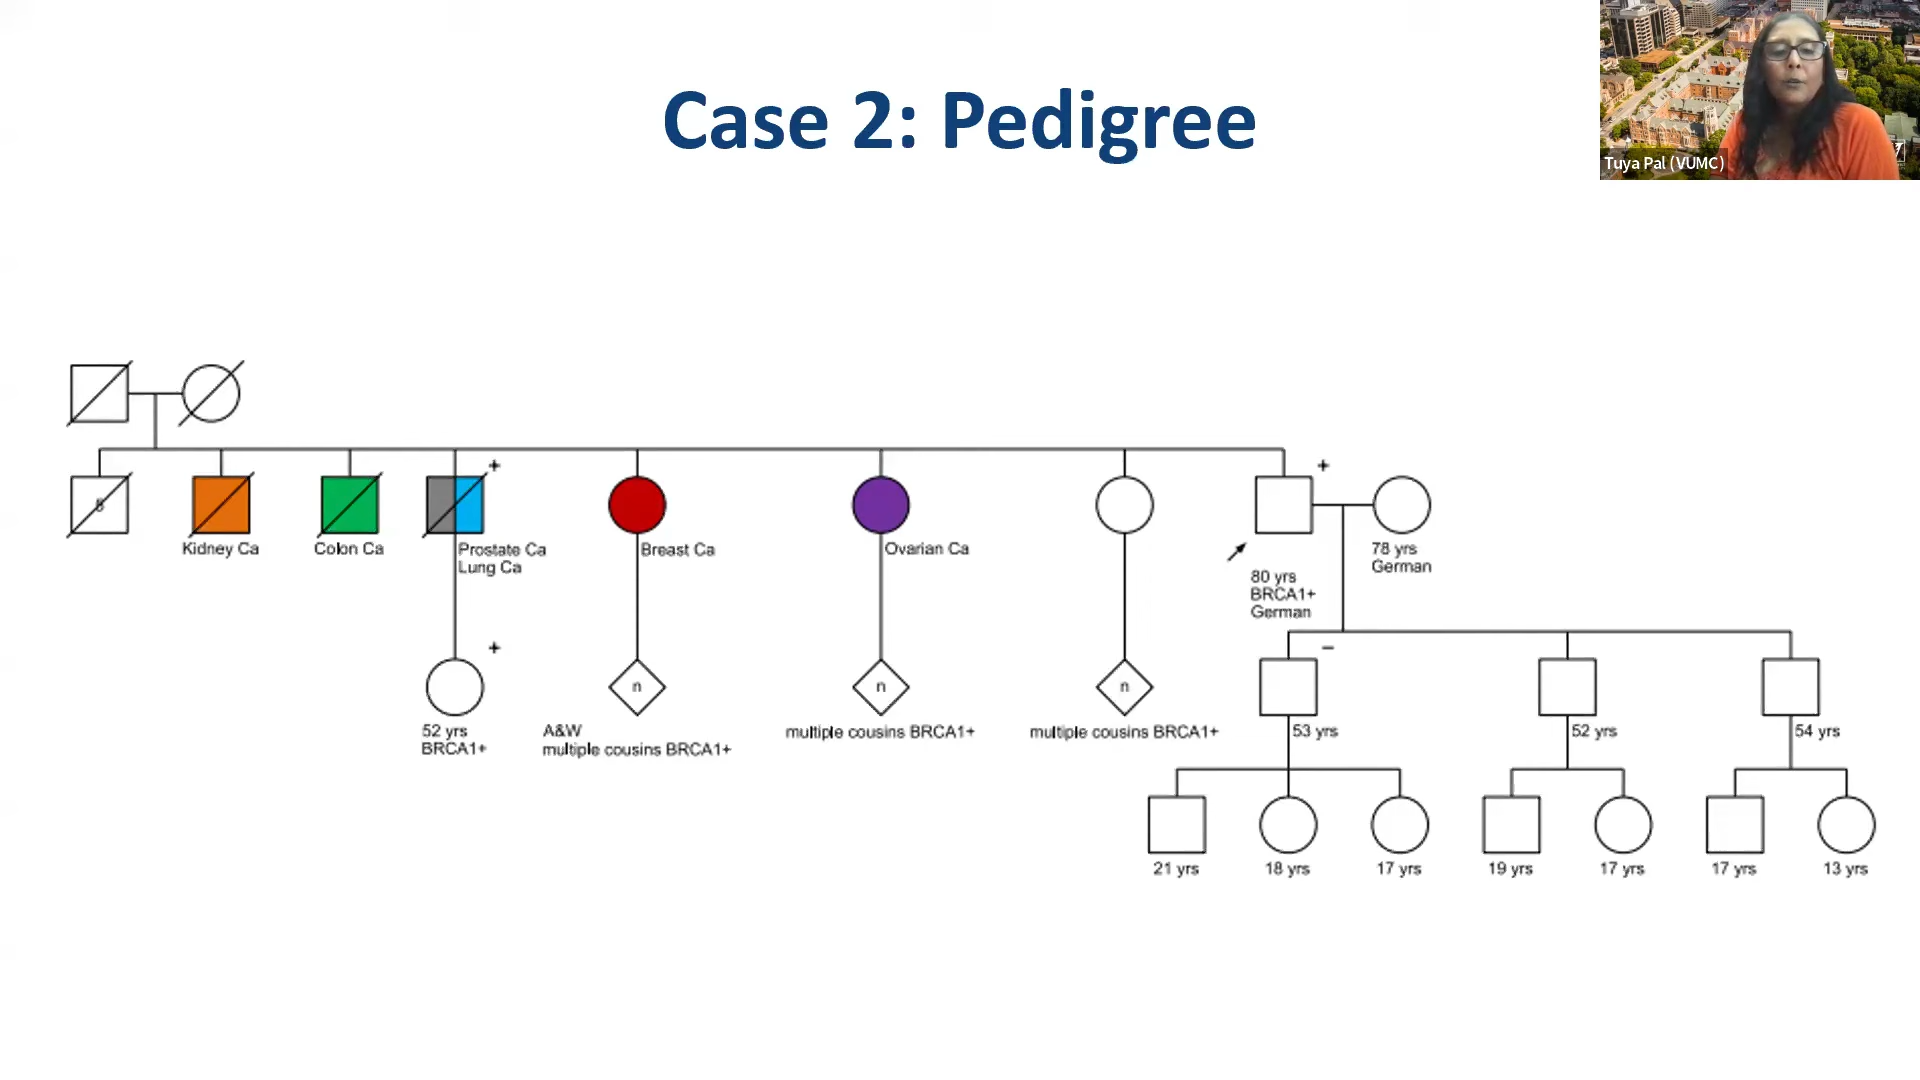 Case 2: Pedigree
Tuya Pal (VUMC)
+
+
Kidney Ca
Colon Ca
Prostate Ca
Lung Ca
Breast Ca
Ovarian Ca
78 yrs
German
80 yrs
BRCA1+
German
+
–
n
n
n
52 yrs
BRCA1+
A&W
multiple cousins BRCA1+
multiple cousins BRCA1+
multiple cousins BRCA1+
53 yrs
52 yrs
54 yrs
21 yrs
18 yrs
17 yrs
19 yrs
17 yrs
17 yrs
13 yrs